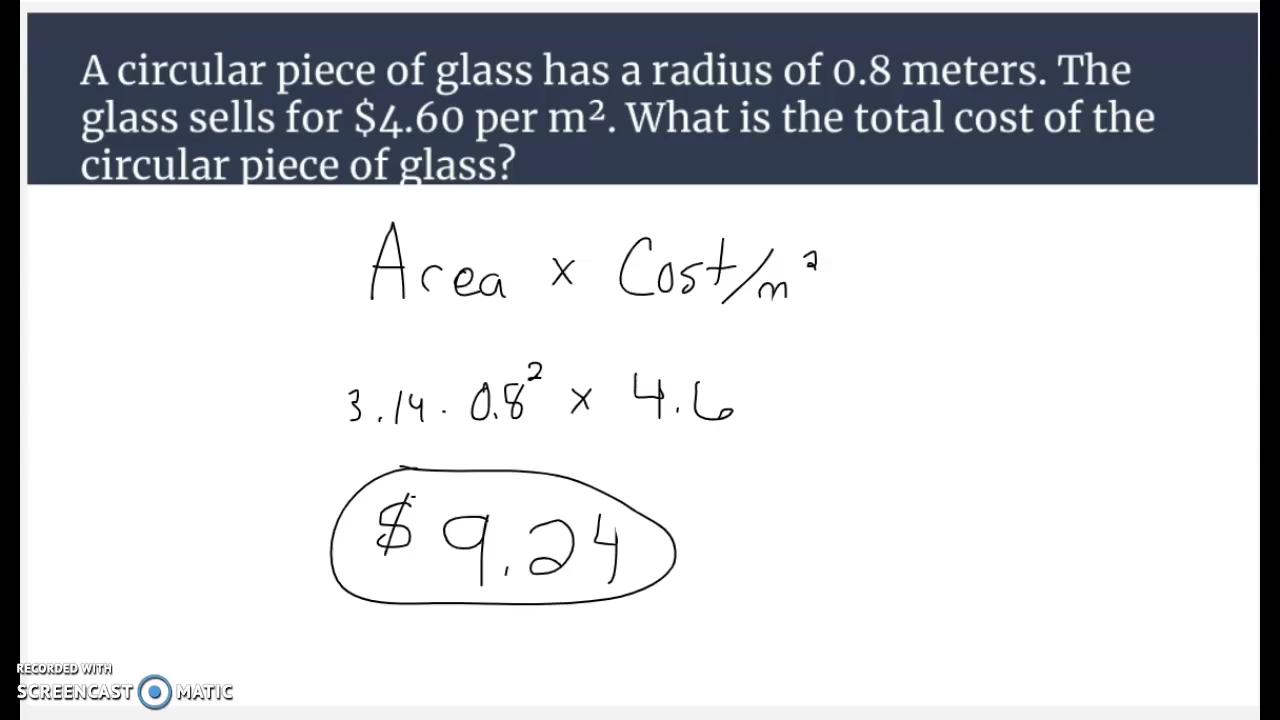 A circular piece of glass has a radius of 0.8 meters. The
glass sells for $4.60 per m². What is the total cost of the
circular piece of glass?
Area x Cost/m²
3.14 · 0.8² x 4.6
$9.24
RECORDED WITH
SCREENCAST MATIC